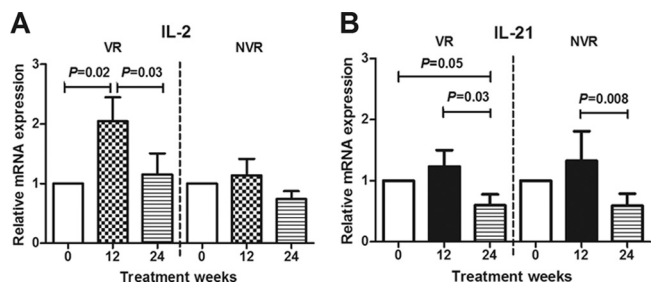 A
IL-2
VR
NVR
P=0.02
P=0.03
Relative mRNA expression
3
2
1
0
0
12
24
0
12
24
Treatment weeks
B
IL-21
VR
NVR
P=0.05
P=0.03
P=0.008
Relative mRNA expression
3
2
1
0
0
12
24
0
12
24
Treatment weeks